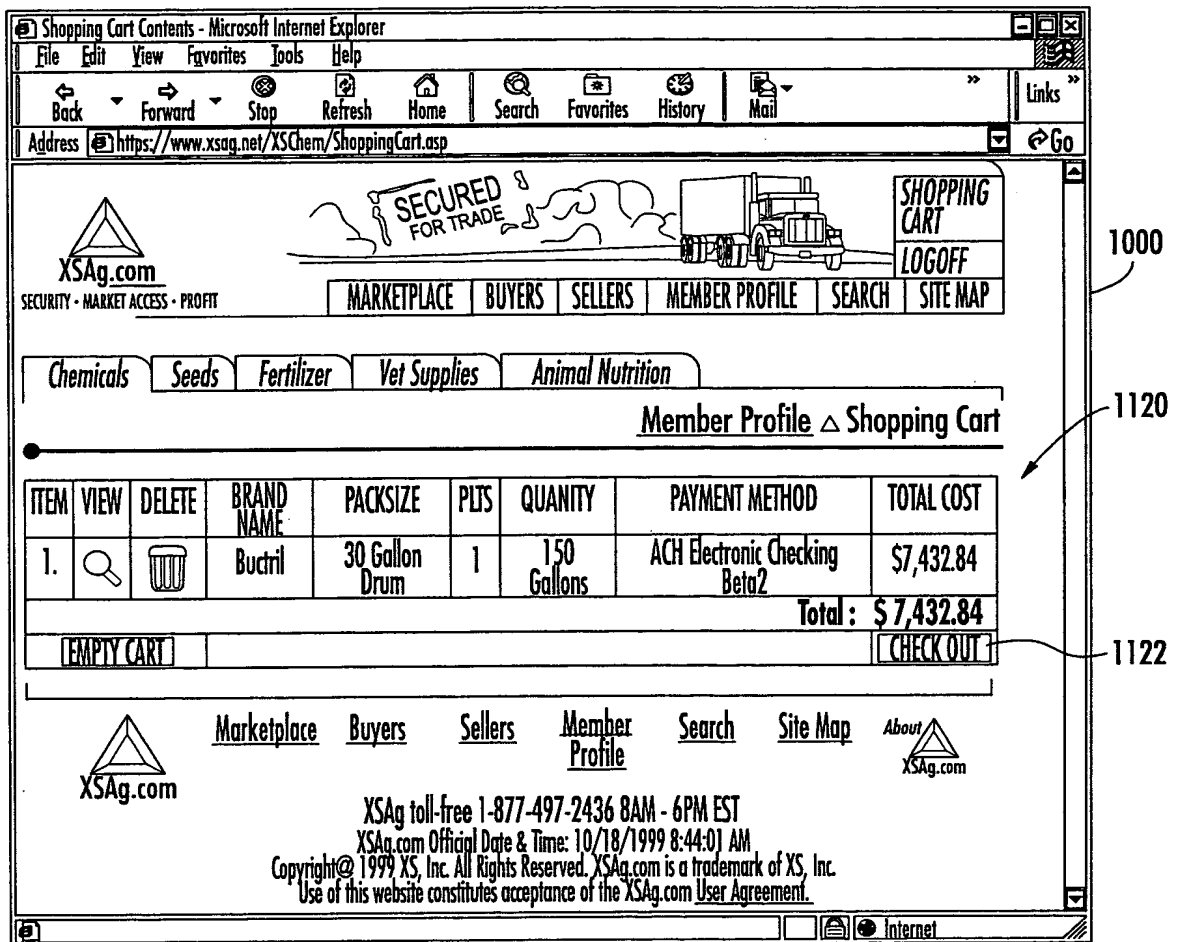 Shopping Cart Contents - Microsoft Internet Explorer
File Edit View Favorites Tools Help
Back Forward Stop Refresh Home Search Favorites History Mail » Links »
Address https://www.xsag.net/XSChem/ShoppingCart.asp Go
SECURED
FOR TRADE
SHOPPING
CART
LOGOFF
XSAg.com
SECURITY · MARKET ACCESS · PROFIT
MARKETPLACE BUYERS SELLERS MEMBER PROFILE SEARCH SITE MAP
1000
Chemicals Seeds Fertilizer Vet Supplies Animal Nutrition
Member Profile △ Shopping Cart
1120
ITEM VIEW DELETE BRAND NAME PACKSIZE PLTS QUANITY PAYMENT METHOD TOTAL COST
1. Buctril 30 Gallon Drum 1 150 Gallons ACH Electronic Checking Beta2 $7,432.84
Total : $ 7,432.84
EMPTY CART CHECK OUT
1122
Marketplace Buyers Sellers Member Profile Search Site Map About
XSAg.com
XSAg.com
XSAg toll-free 1-877-497-2436 8AM - 6PM EST
XSAg.com Official Date & Time: 10/18/1999 8:44:01 AM
Copyright@ 1999 XS, Inc. All Rights Reserved. XSAg.com is a trademark of XS, Inc.
Use of this website constitutes acceptance of the XSAg.com User Agreement.
Internet